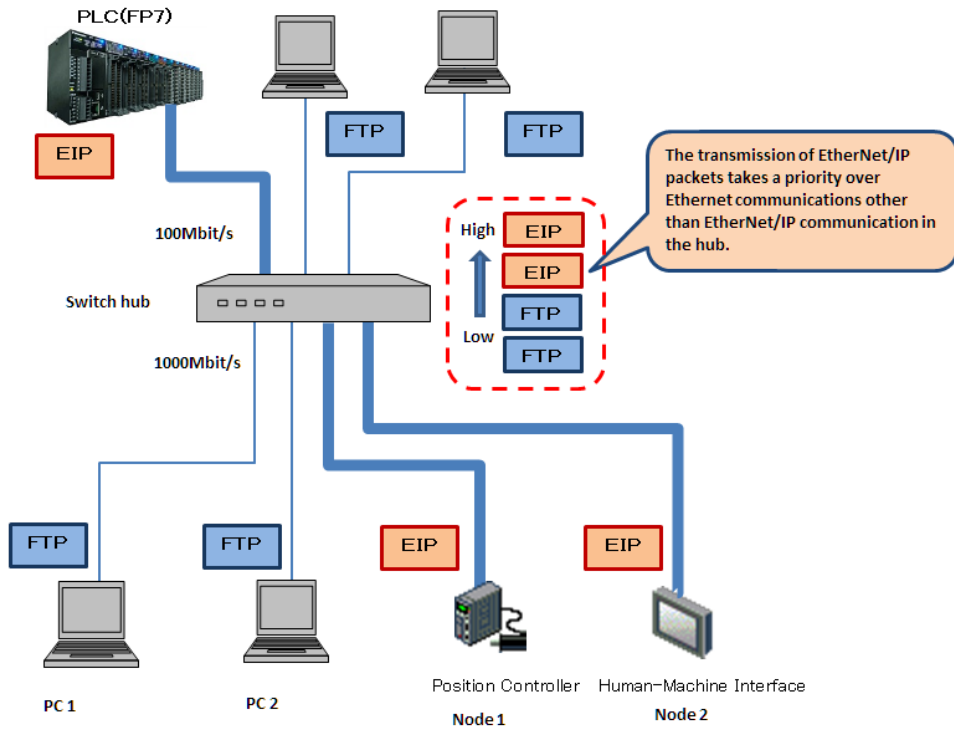 PLC(FP7)
EIP
FTP
FTP
The transmission of EtherNet/IP
packets takes a priority over
Ethernet communications other
than EtherNet/IP communication in
the hub.
100Mbit/s
High
EIP
EIP
FTP
Low
FTP
Switch hub
1000Mbit/s
FTP
FTP
EIP
EIP
PC 1
PC 2
Position Controller
Node 1
Human-Machine Interface
Node 2